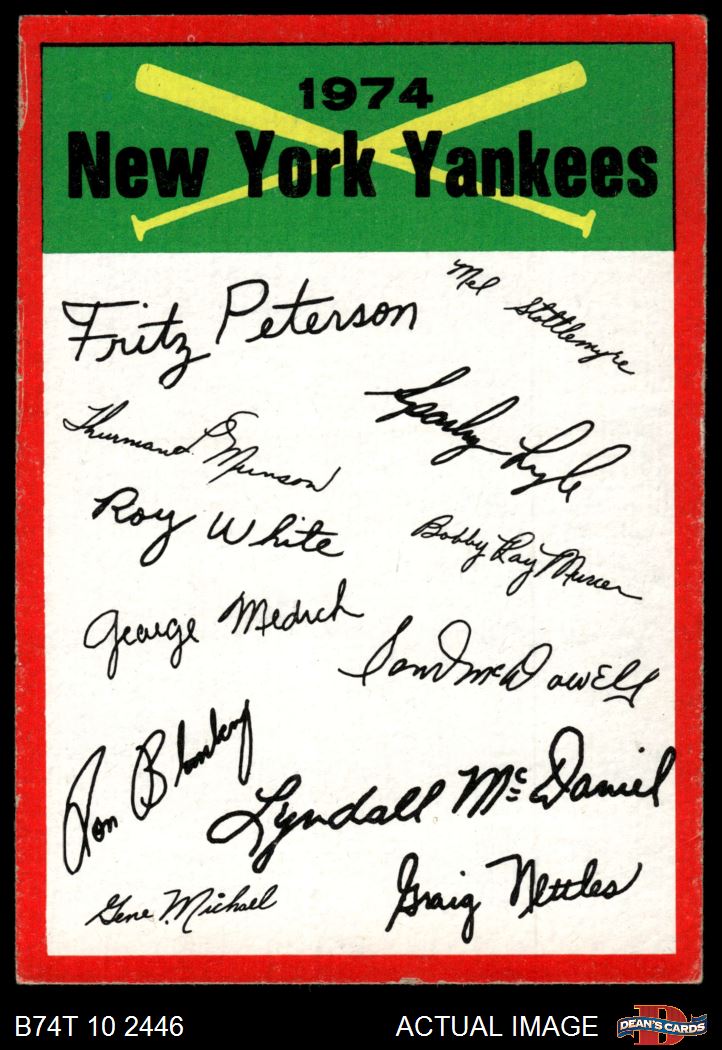 1974
New York Yankees
Fritz Peterson
Mel Stottlemyre
Sparky Lyle
Thurman Munson
Roy White
Bobby Ray Murcer
George Medich
Sam McDowell
Ron Blomberg
Lyndall McDaniel
Gene Michael
Graig Nettles
B74T 10 2446
ACTUAL IMAGE
D
DEAN'S CARDS